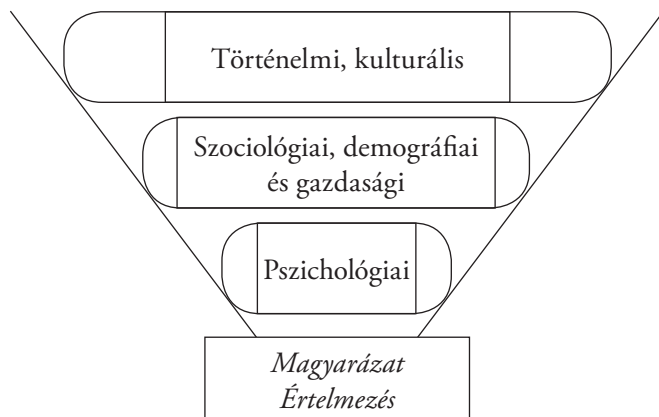 Történelmi, kulturális
Szociológiai, demográfiai
és gazdasági
Pszichológiai
Magyarázat
Értelmezés